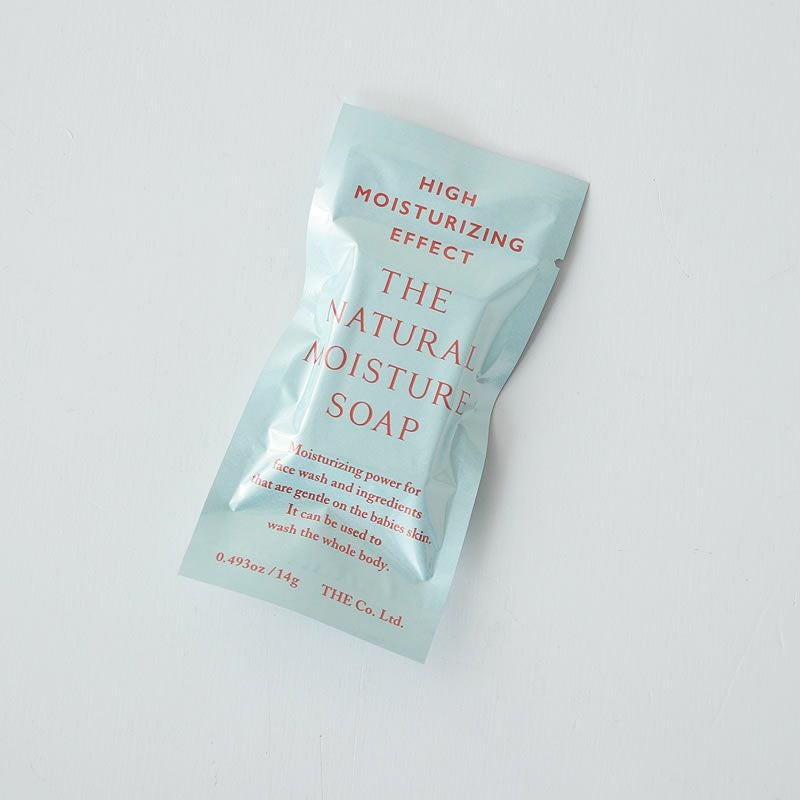 HIGH
MOISTURIZING
EFFECT
THE
NATURAL
MOISTURE
SOAP
Moisturizing power for
face wash and ingredients
that are gentle on the babies skin.
It can be used to
wash the whole body.
0.493oz / 14g THE Co. Ltd.